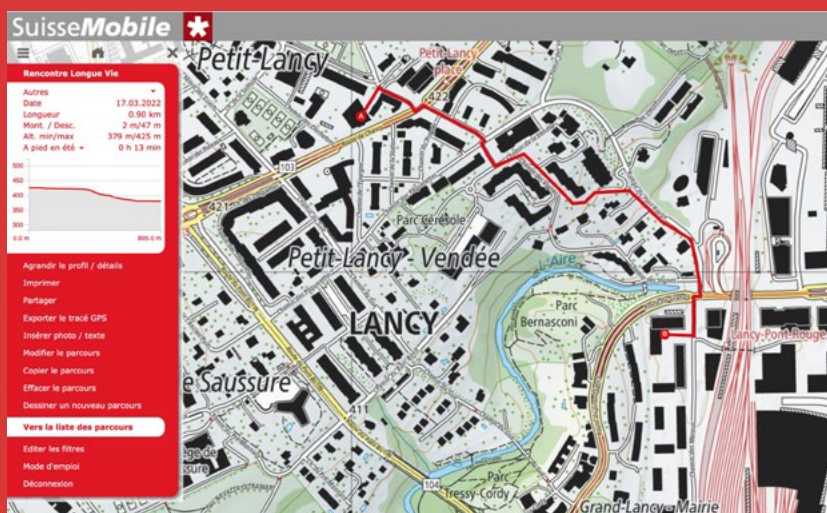 SuisseMobile
Rencontre Longue Vie
Autres
Date 17.03.2022
Longueur 0.90 km
Mont. / Desc. 2 m/47 m
Alt. min/max 379 m/425 m
A pied en été 0 h 13 min
500
450
400
350
300
0.0 m 895.0 m
Agrandir le profil / détails
Imprimer
Partager
Exporter le tracé GPS
Insérer photo / texte
Modifier le parcours
Copier le parcours
Effacer le parcours
Dessiner un nouveau parcours
Vers la liste des parcours
Editer les filtres
Mode d'emploi
Déconnexion
Petit-Lancy
Petit-Lancy
place
A
422
103
421
Parc Cérésole
Petit-Lancy - Vendée
L'Aire
LANCY
Parc
Bernasconi
B
Lancy-Pont-Rouge
e Saussure
411
104
Parc
Tressy-Cordy
Grand-Lancy - Mairie